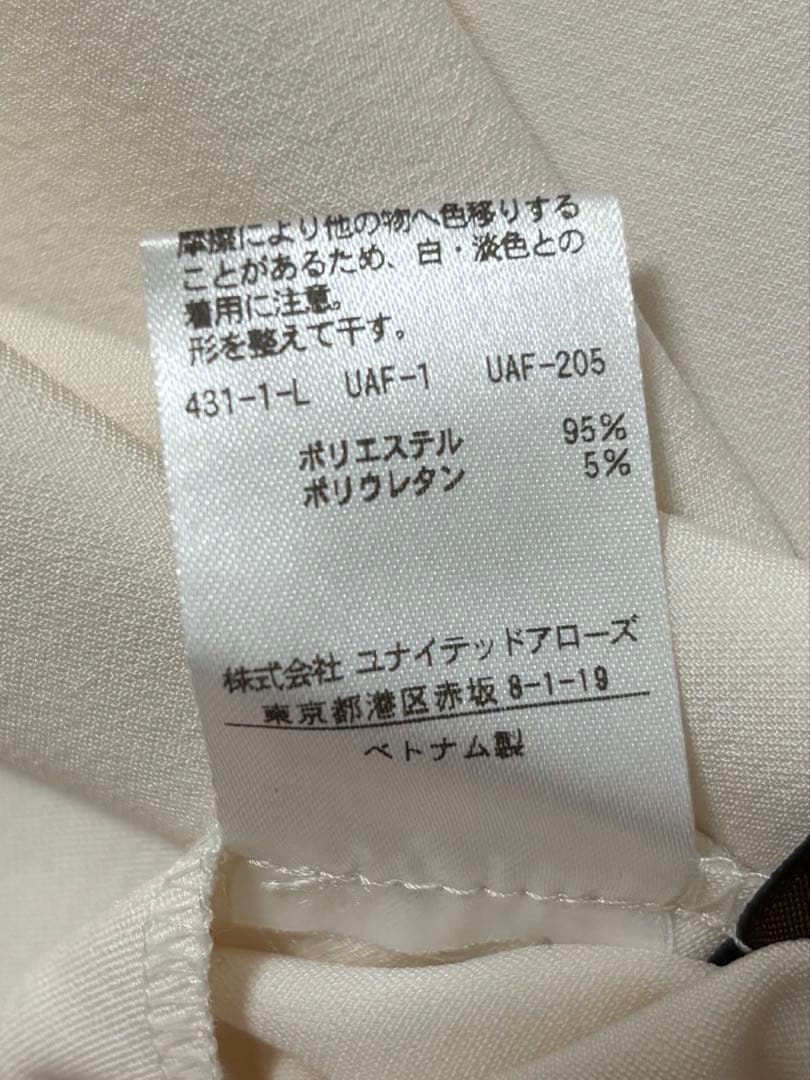 摩擦により他の物へ色移りする
ことがあるため、白・淡色との
着用に注意。
形を整えて干す。
431-1-L UAF-1 UAF-205
ポリエステル 95%
ポリウレタン 5%
株式会社 ユナイテッドアローズ
東京都港区赤坂 8-1-19
ベトナム製